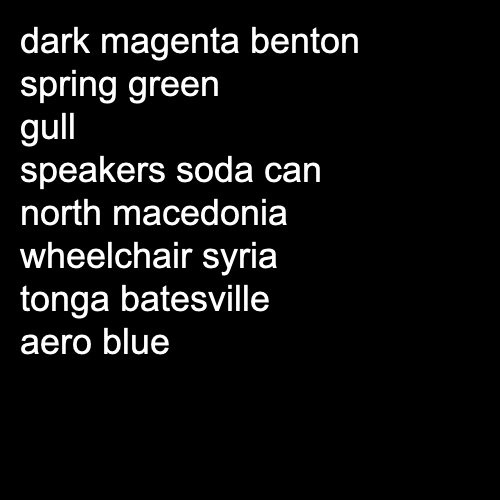 dark magenta benton
spring green
gull
speakers soda can
north macedonia
wheelchair syria
tonga batesville
aero blue